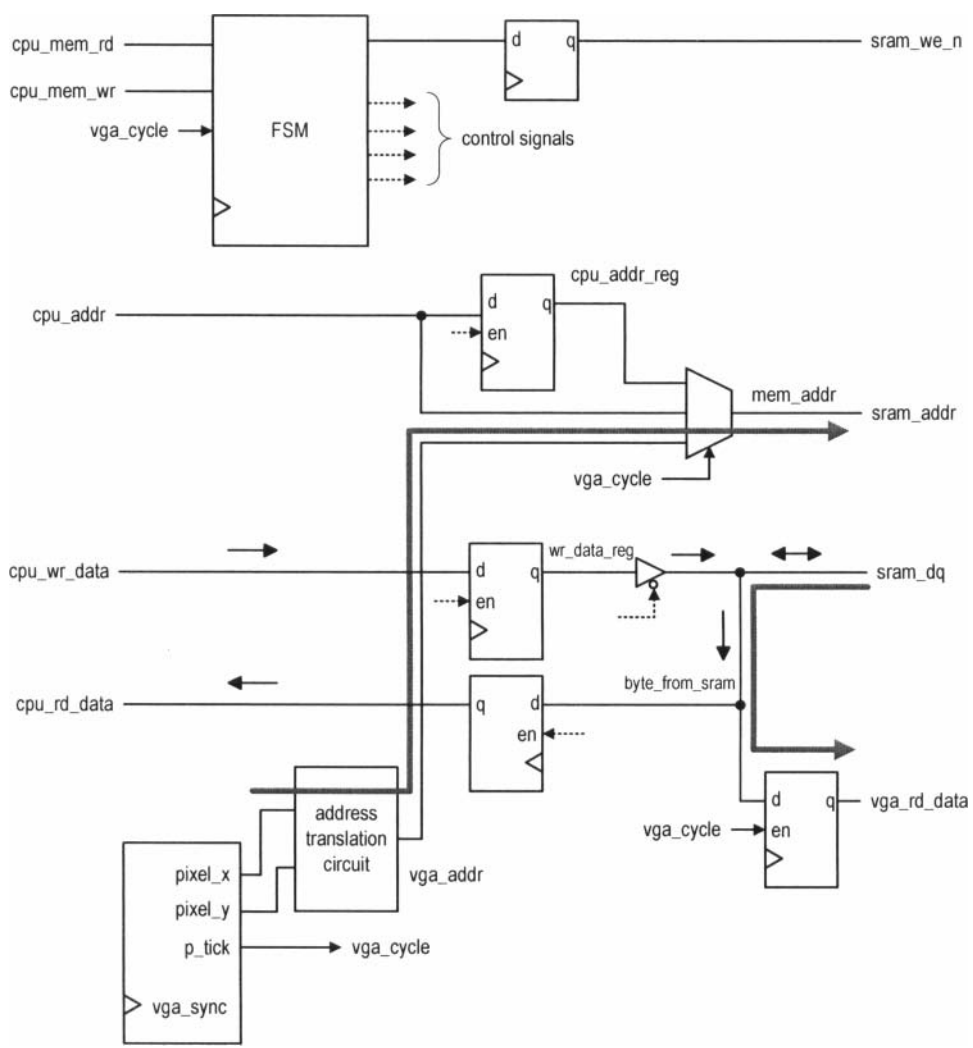 d q sram_we_n
cpu_mem_rd
cpu_mem_wr
vga_cycle FSM control signals
cpu_addr_reg
cpu_addr d q
en
mem_addr
sram_addr
vga_cycle
wr_data_reg
cpu_wr_data d q sram_dq
en
byte_from_sram
cpu_rd_data q d
en
address
translation
circuit
d q vga_rd_data
vga_cycle en
pixel_x vga_addr
pixel_y
p_tick vga_cycle
vga_sync